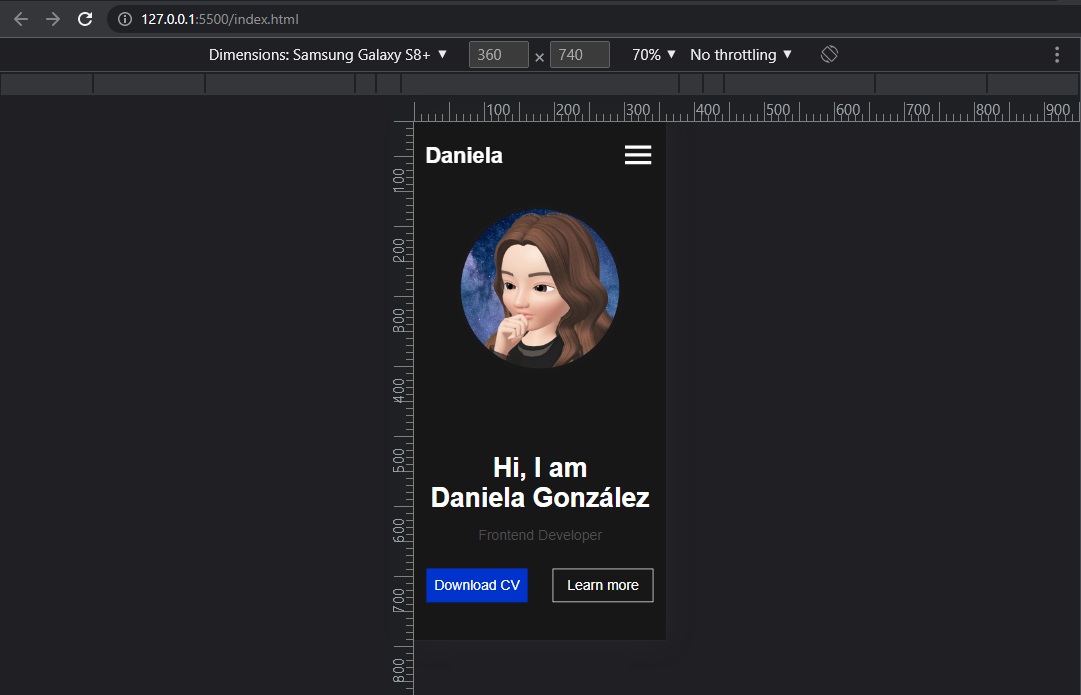 127.0.0.1:5500/index.html
Dimensions: Samsung Galaxy S8+ ▼ 360 × 740 70% ▼ No throttling ▼
100 200 300 400 500 600 700 800 900
100
200
300
400
500
600
700
800
Daniela
Hi, I am
Daniela González
Frontend Developer
Download CV Learn more